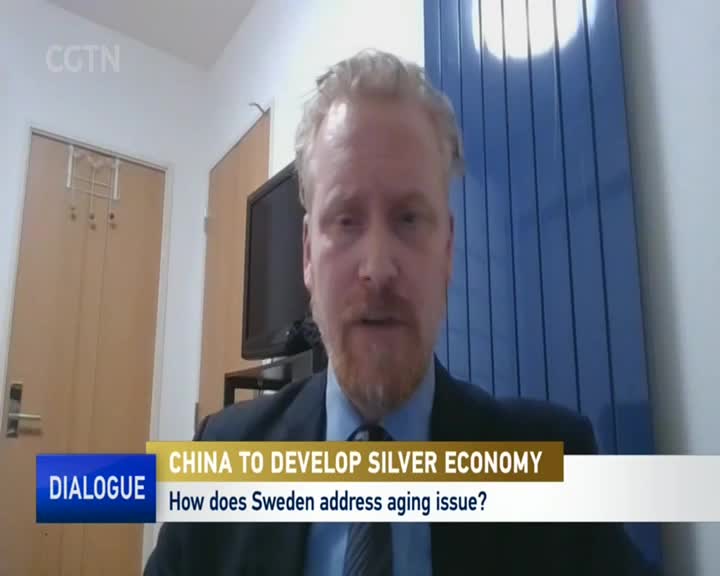 CGTN
CHINA TO DEVELOP SILVER ECONOMY
DIALOGUE
How does Sweden address aging issue?